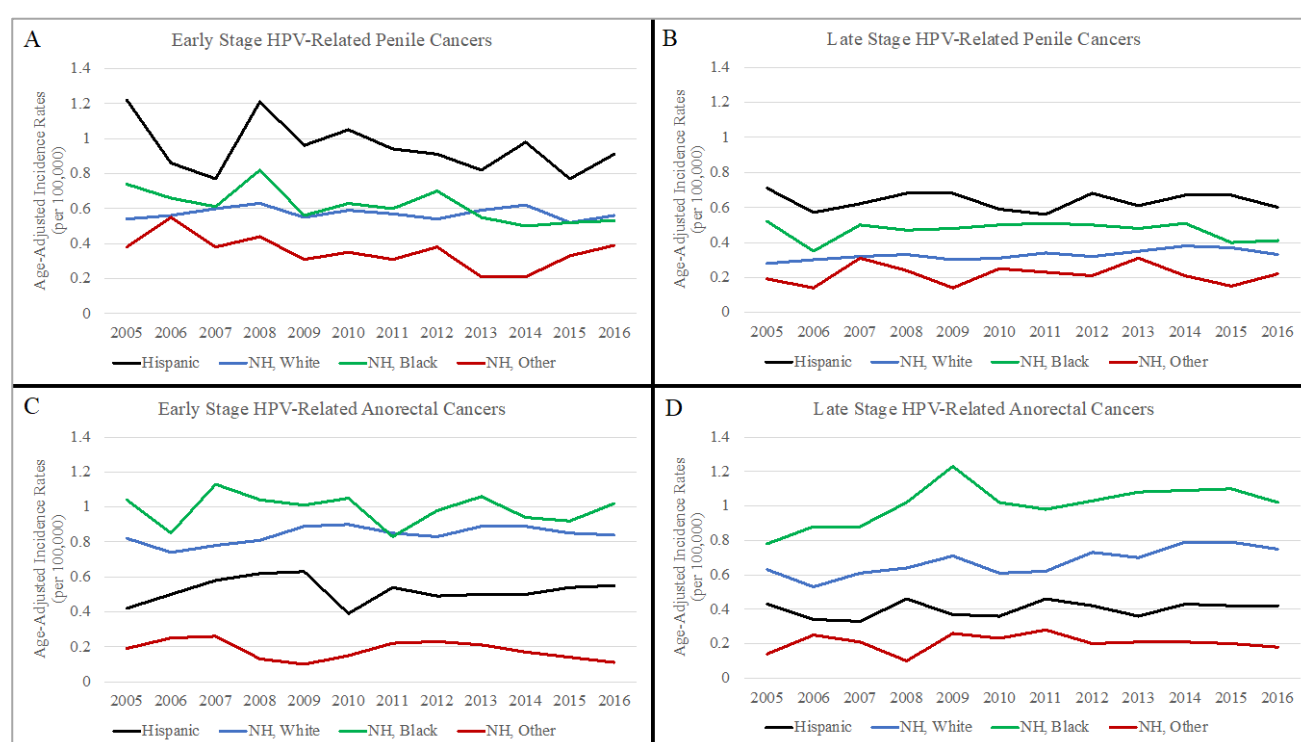 A
Early Stage HPV-Related Penile Cancers
Age-Adjusted Incidence Rates
(per 100,000)
1.4
1.2
1
0.8
0.6
0.4
0.2
0
2005 2006 2007 2008 2009 2010 2011 2012 2013 2014 2015 2016
Hispanic NH, White NH, Black NH, Other
B
Late Stage HPV-Related Penile Cancers
Age-Adjusted Incidence Rates
(per 100,000)
1.4
1.2
1
0.8
0.6
0.4
0.2
0
2005 2006 2007 2008 2009 2010 2011 2012 2013 2014 2015 2016
Hispanic NH, White NH, Black NH, Other
C
Early Stage HPV-Related Anorectal Cancers
Age-Adjusted Incidence Rates
(per 100,000)
1.4
1.2
1
0.8
0.6
0.4
0.2
0
2005 2006 2007 2008 2009 2010 2011 2012 2013 2014 2015 2016
Hispanic NH, White NH, Black NH, Other
D
Late Stage HPV-Related Anorectal Cancers
Age-Adjusted Incidence Rates
(per 100,000)
1.4
1.2
1
0.8
0.6
0.4
0.2
0
2005 2006 2007 2008 2009 2010 2011 2012 2013 2014 2015 2016
Hispanic NH, White NH, Black NH, Other